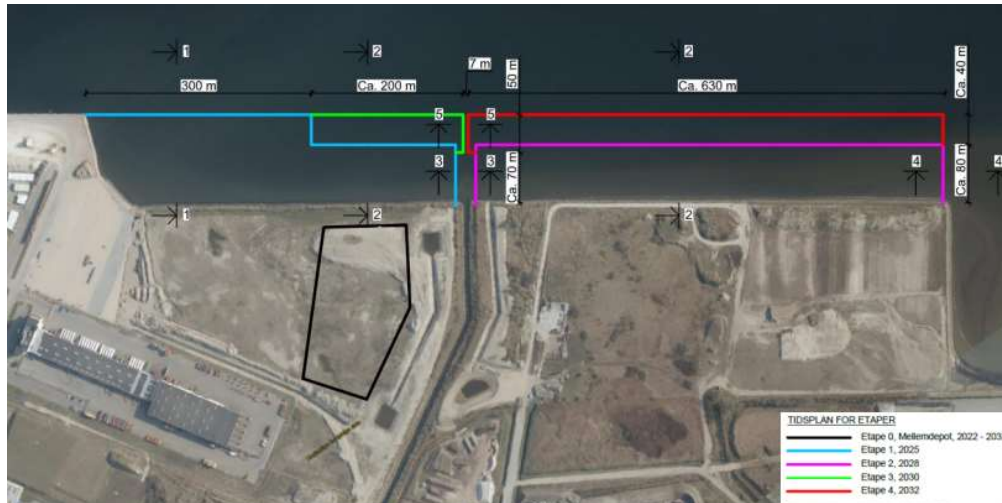 1
2
2
300 m
Ca. 200 m
7 m
50 m
Ca. 630 m
Ca. 40 m
5
5
3
3
4
4
Ca. 70 m
Ca. 80 m
1
2
2
TIDSPLAN FOR ETAPER
Etape 0, Mellemdepot, 2022 - 203
Etape 1, 2025
Etape 2, 2028
Etape 3, 2030
Etape 4, 2032